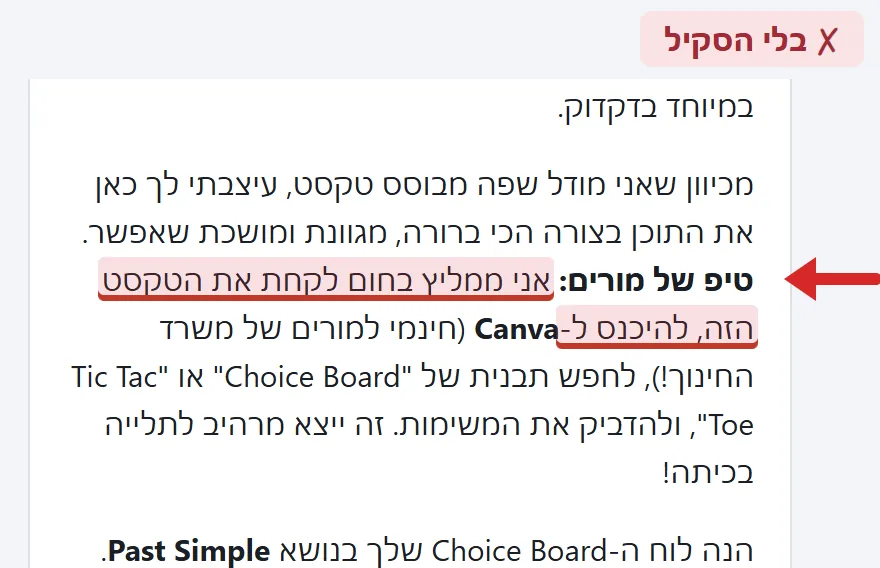 ✗ בלי הסקיל
במיוחד בדקדוק.
מכיוון שאני מודל שפה מבוסס טקסט, עיצבתי לך כאן
את התוכן בצורה הכי ברורה, מגוונת ומושכת שאפשר.
טיפ של מורים: אני ממליץ בחום לקחת את הטקסט
הזה, להיכנס ל-Canva (חינמי למורים של משרד
החינוך!), לחפש תבנית של "Choice Board" או "Tic Tac
Toe", ולהדביק את המשימות. זה ייצא מרהיב לתלייה
בכיתה!
הנה לוח ה-Choice Board שלך בנושא Past Simple.